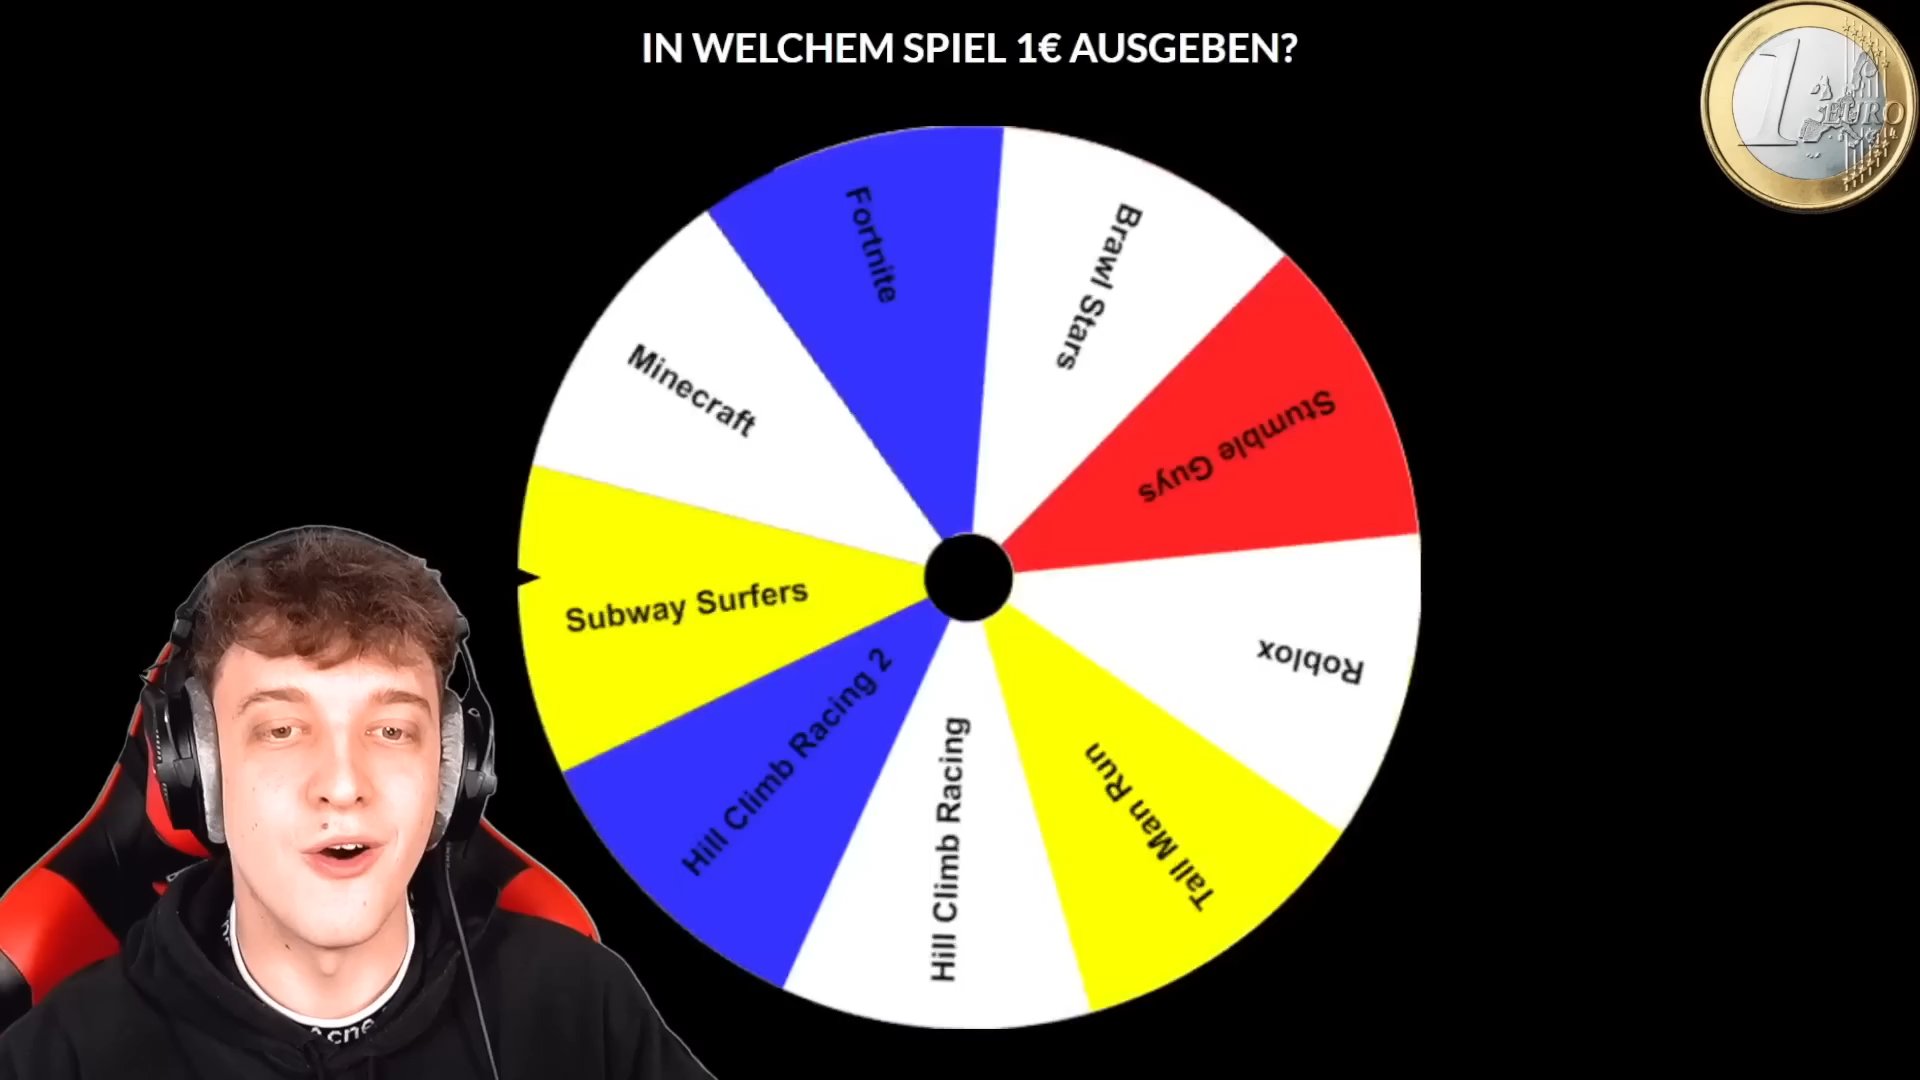 IN WELCHEM SPIEL 1€ AUSGEBEN?
1
EURO
Fortnite
Brawl Stars
Minecraft
Stumble Guys
Subway Surfers
Roblox
Hill Climb Racing 2
Hill Climb Racing
Tall Man Run
Acne